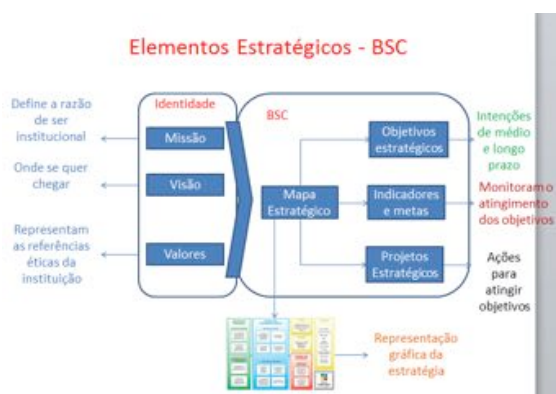 Elementos Estratégicos - BSC
Define a razão
de ser
institucional
Onde se quer
chegar
Representam
as referências
éticas da
instituição
Identidade
Missão
Visão
Valores
BSC
Mapa
Estratégico
Objetivos
estratégicos
Indicadores
e metas
Projetos
Estratégicos
Intenções
de médio
e longo
prazo
Monitoram o
atingimento
dos objetivos
Ações
para
atingir
objetivos
Representação
gráfica da
estratégia